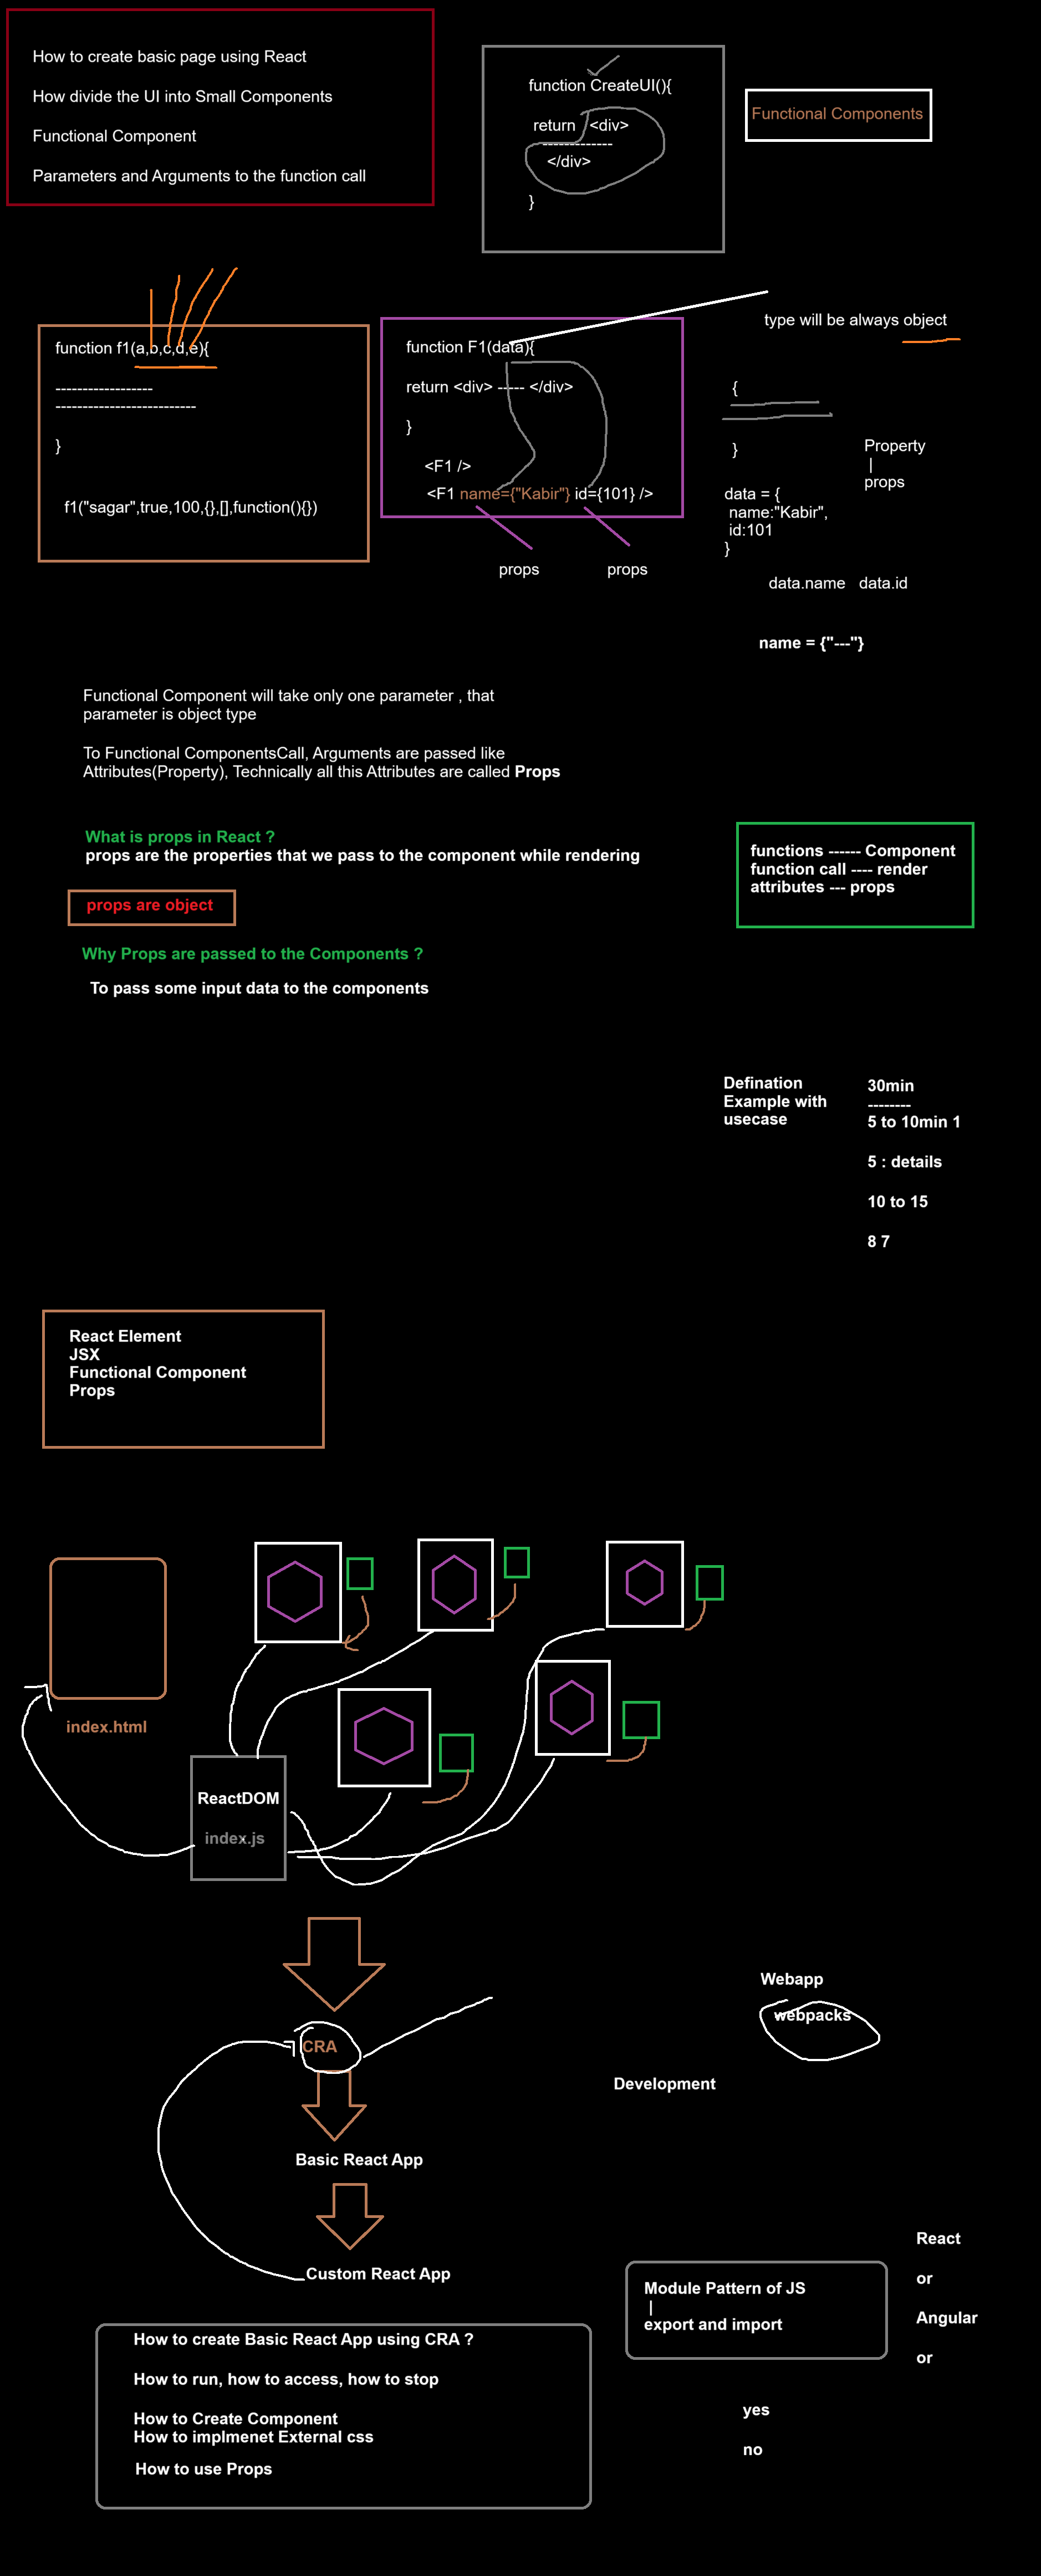 How to create basic page using React
How divide the UI into Small Components
Functional Component
Parameters and Arguments to the function call
function CreateUI(){
return <div>
-------------
</div>
}
Functional Components
function f1(a,b,c,d,e){
------------------
--------------------------
}
f1("sagar",true,100,{},[],function(){})
function F1(data){
return <div> ----- </div>
}
<F1 />
<F1 name={"Kabir"} id={101} />
props props
type will be always object
{
}
Property
|
props
data = {
name:"Kabir",
id:101
}
data.name data.id
name = {"---"}
Functional Component will take only one parameter , that
parameter is object type
To Functional ComponentsCall, Arguments are passed like
Attributes(Property), Technically all this Attributes are called Props
What is props in React ?
props are the properties that we pass to the component while rendering
props are object
Why Props are passed to the Components ?
To pass some input data to the components
functions ------ Component
function call ---- render
attributes --- props
Defination
Example with
usecase
30min
--------
5 to 10min 1
5 : details
10 to 15
8 7
React Element
JSX
Functional Component
Props
index.html
ReactDOM
index.js
CRA
Basic React App
Custom React App
Webapp
webpacks
Development
Module Pattern of JS
|
export and import
React
or
Angular
or
yes
no
How to create Basic React App using CRA ?
How to run, how to access, how to stop
How to Create Component
How to implmenet External css
How to use Props